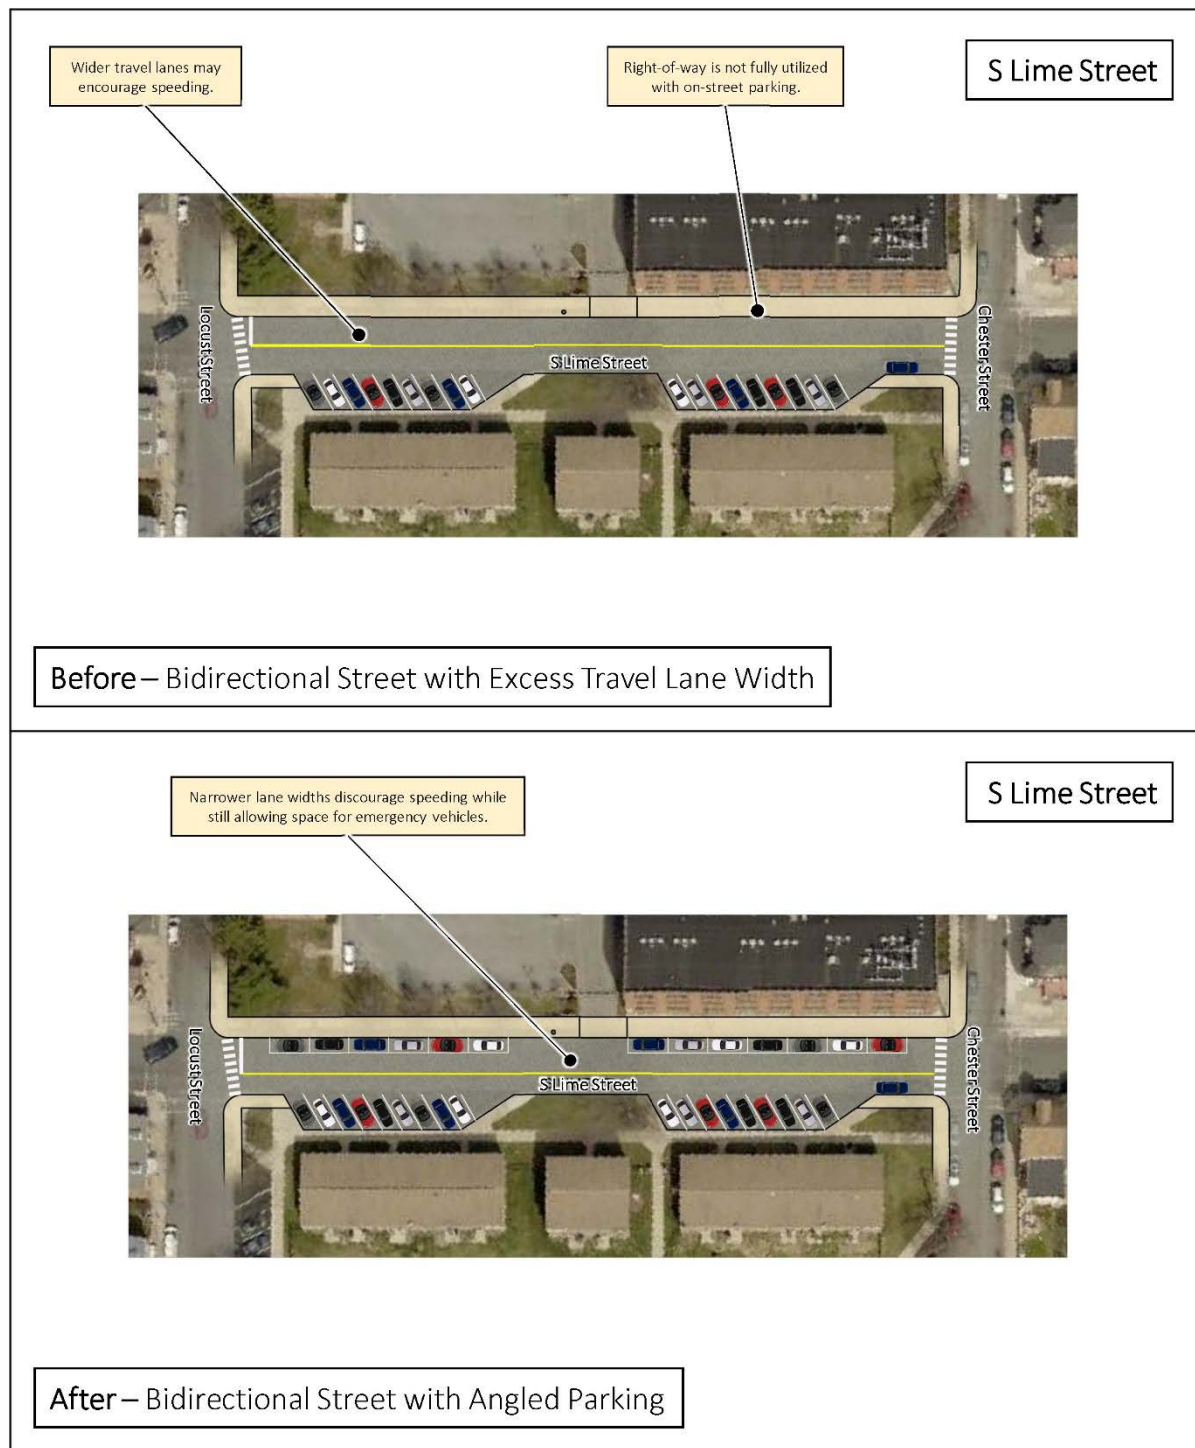 Wider travel lanes may
encourage speeding.
Right-of-way is not fully utilized
with on-street parking.
S Lime Street
Locust Street
S Lime Street
Chester Street
Before – Bidirectional Street with Excess Travel Lane Width
Narrower lane widths discourage speeding while
still allowing space for emergency vehicles.
S Lime Street
Locust Street
S Lime Street
Chester Street
After – Bidirectional Street with Angled Parking